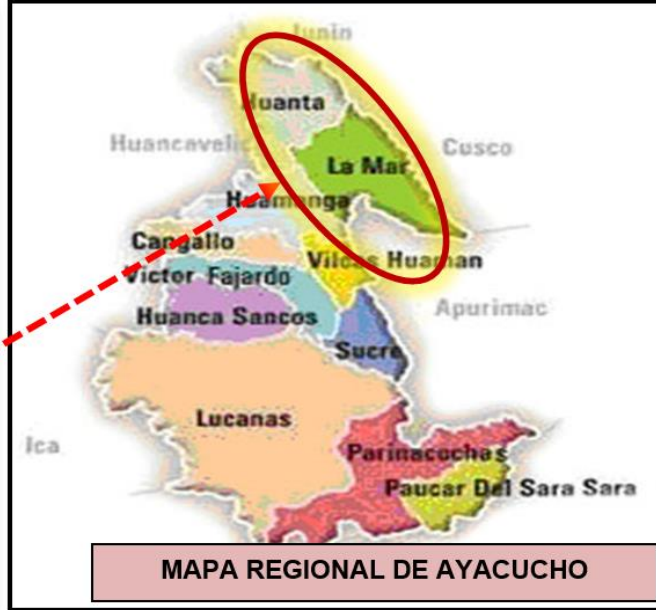 Junin
Huanta
Huancavelic
Cusco
La Mar
Huamanga
Cangallo
Vilcas Huaman
Victor Fajardo
Apurimac
Huanca Sancos
Sucre
Lucanas
Ica
Parinacochas
Paucar Del Sara Sara
MAPA REGIONAL DE AYACUCHO